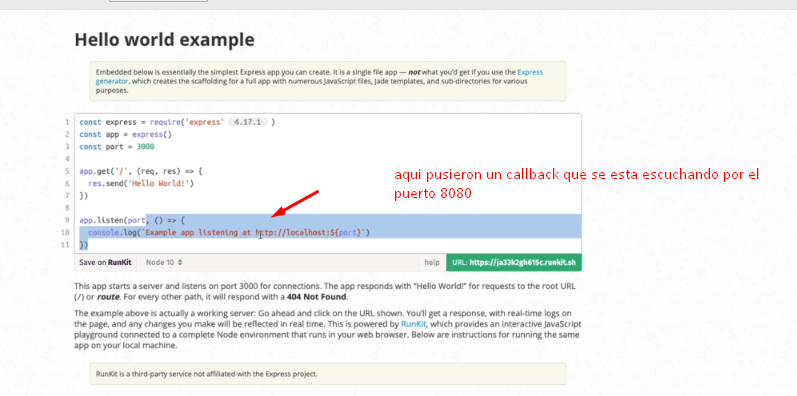 Hello world example
Embedded below is essentially the simplest Express app you can create. It is a single file app — not what you'd get if you use the Express
generator, which creates the scaffolding for a full app with numerous JavaScript files, Jade templates, and sub-directories for various
purposes.
1 const express = require('express' 4.17.1 )
2 const app = express()
3 const port = 3000
4
5 app.get('/', (req, res) => {
6 res.send('Hello World!')
7 })
8
9 app.listen(port, () => {
10 console.log(`Example app listening at http://localhost:${port}`)
11 })
aqui pusieron un callback que se esta escuchando por el
puerto 8080
Save on RunKit Node 10 help URL: https://ja33k2gh615c.runkit.sh
This app starts a server and listens on port 3000 for connections. The app responds with "Hello World!" for requests to the root URL
(/) or route. For every other path, it will respond with a 404 Not Found.
The example above is actually a working server: Go ahead and click on the URL shown. You'll get a response, with real-time logs on
the page, and any changes you make will be reflected in real time. This is powered by RunKit, which provides an interactive JavaScript
playground connected to a complete Node environment that runs in your web browser. Below are instructions for running the same
app on your local machine.
RunKit is a third-party service not affiliated with the Express project.